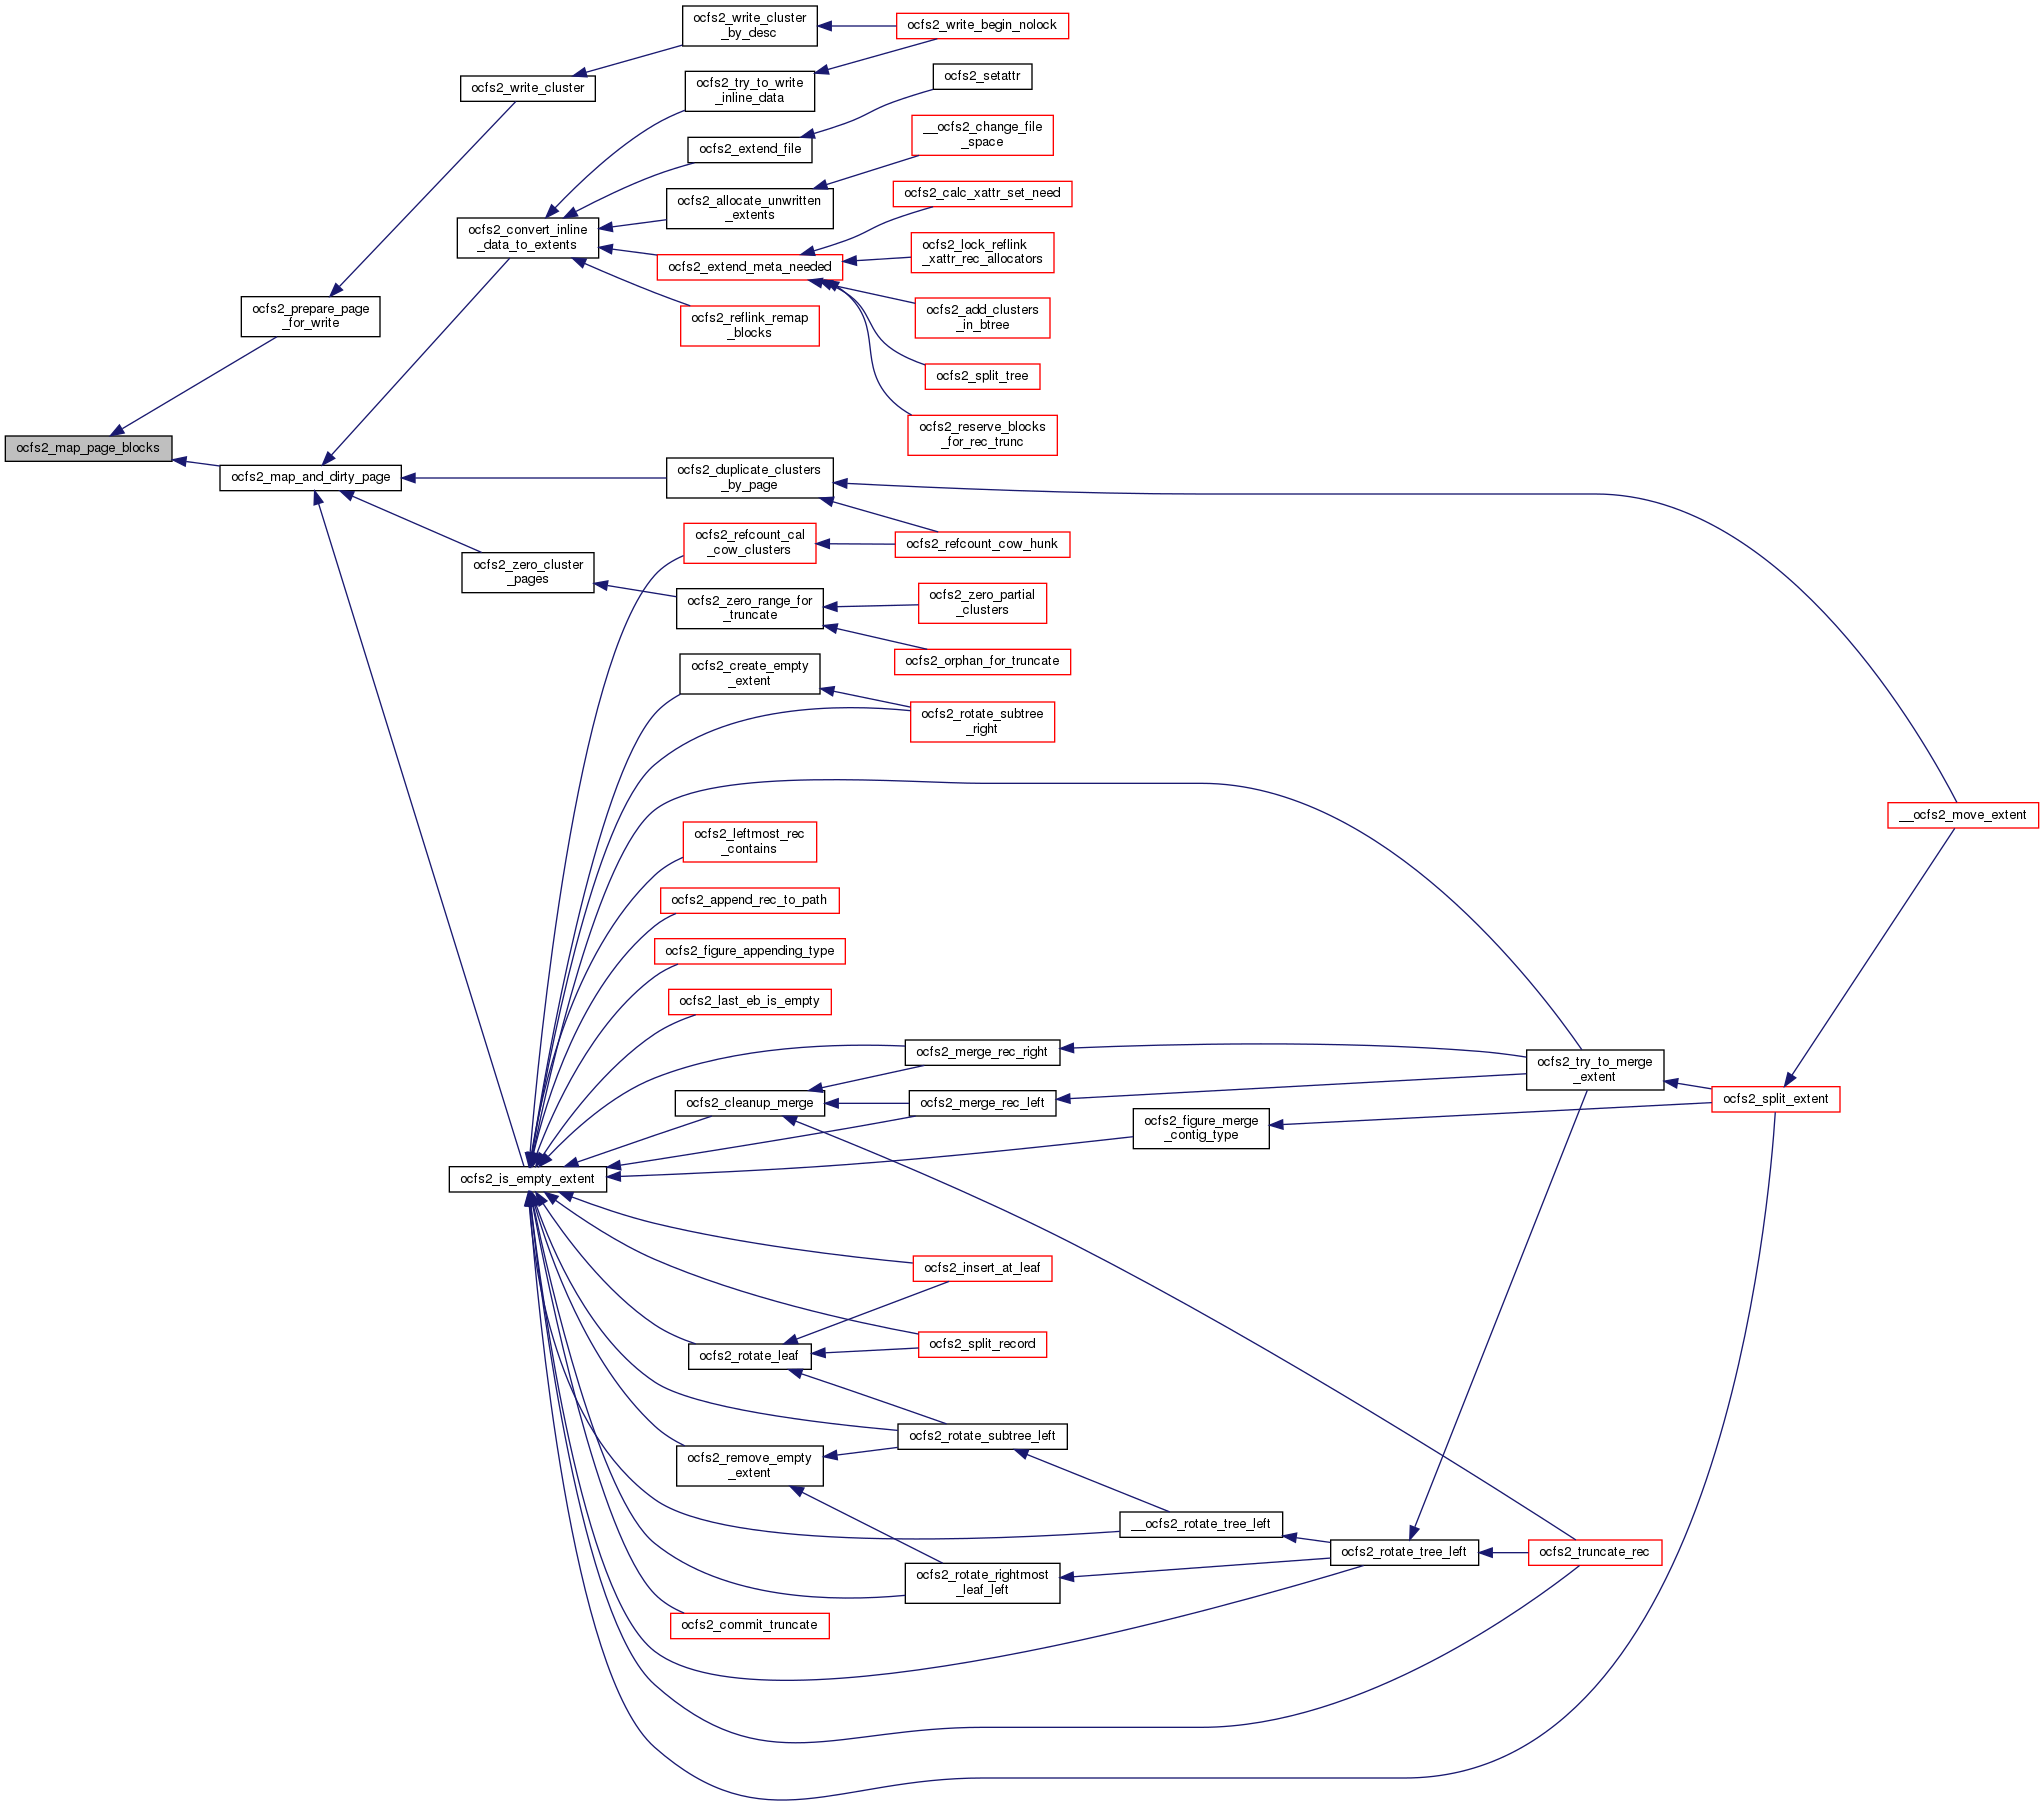 ocfs2_write_cluster
_by_desc
ocfs2_write_begin_nolock
ocfs2_write_cluster
ocfs2_try_to_write
_inline_data
ocfs2_setattr
ocfs2_extend_file
__ocfs2_change_file
_space
ocfs2_allocate_unwritten
_extents
ocfs2_calc_xattr_set_need
ocfs2_convert_inline
_data_to_extents
ocfs2_extend_meta_needed
ocfs2_lock_reflink
_xattr_rec_allocators
ocfs2_prepare_page
_for_write
ocfs2_reflink_remap
_blocks
ocfs2_add_clusters
_in_btree
ocfs2_split_tree
ocfs2_reserve_blocks
_for_rec_trunc
ocfs2_map_page_blocks
ocfs2_map_and_dirty_page
ocfs2_duplicate_clusters
_by_page
ocfs2_refcount_cal
_cow_clusters
ocfs2_refcount_cow_hunk
ocfs2_zero_cluster
_pages
ocfs2_zero_range_for
_truncate
ocfs2_zero_partial
_clusters
ocfs2_orphan_for_truncate
ocfs2_create_empty
_extent
ocfs2_rotate_subtree
_right
__ocfs2_move_extent
ocfs2_leftmost_rec
_contains
ocfs2_append_rec_to_path
ocfs2_figure_appending_type
ocfs2_last_eb_is_empty
ocfs2_merge_rec_right
ocfs2_try_to_merge
_extent
ocfs2_cleanup_merge
ocfs2_merge_rec_left
ocfs2_split_extent
ocfs2_figure_merge
_contig_type
ocfs2_is_empty_extent
ocfs2_insert_at_leaf
ocfs2_split_record
ocfs2_rotate_leaf
ocfs2_rotate_subtree_left
ocfs2_remove_empty
_extent
__ocfs2_rotate_tree_left
ocfs2_rotate_tree_left
ocfs2_truncate_rec
ocfs2_rotate_rightmost
_leaf_left
ocfs2_commit_truncate